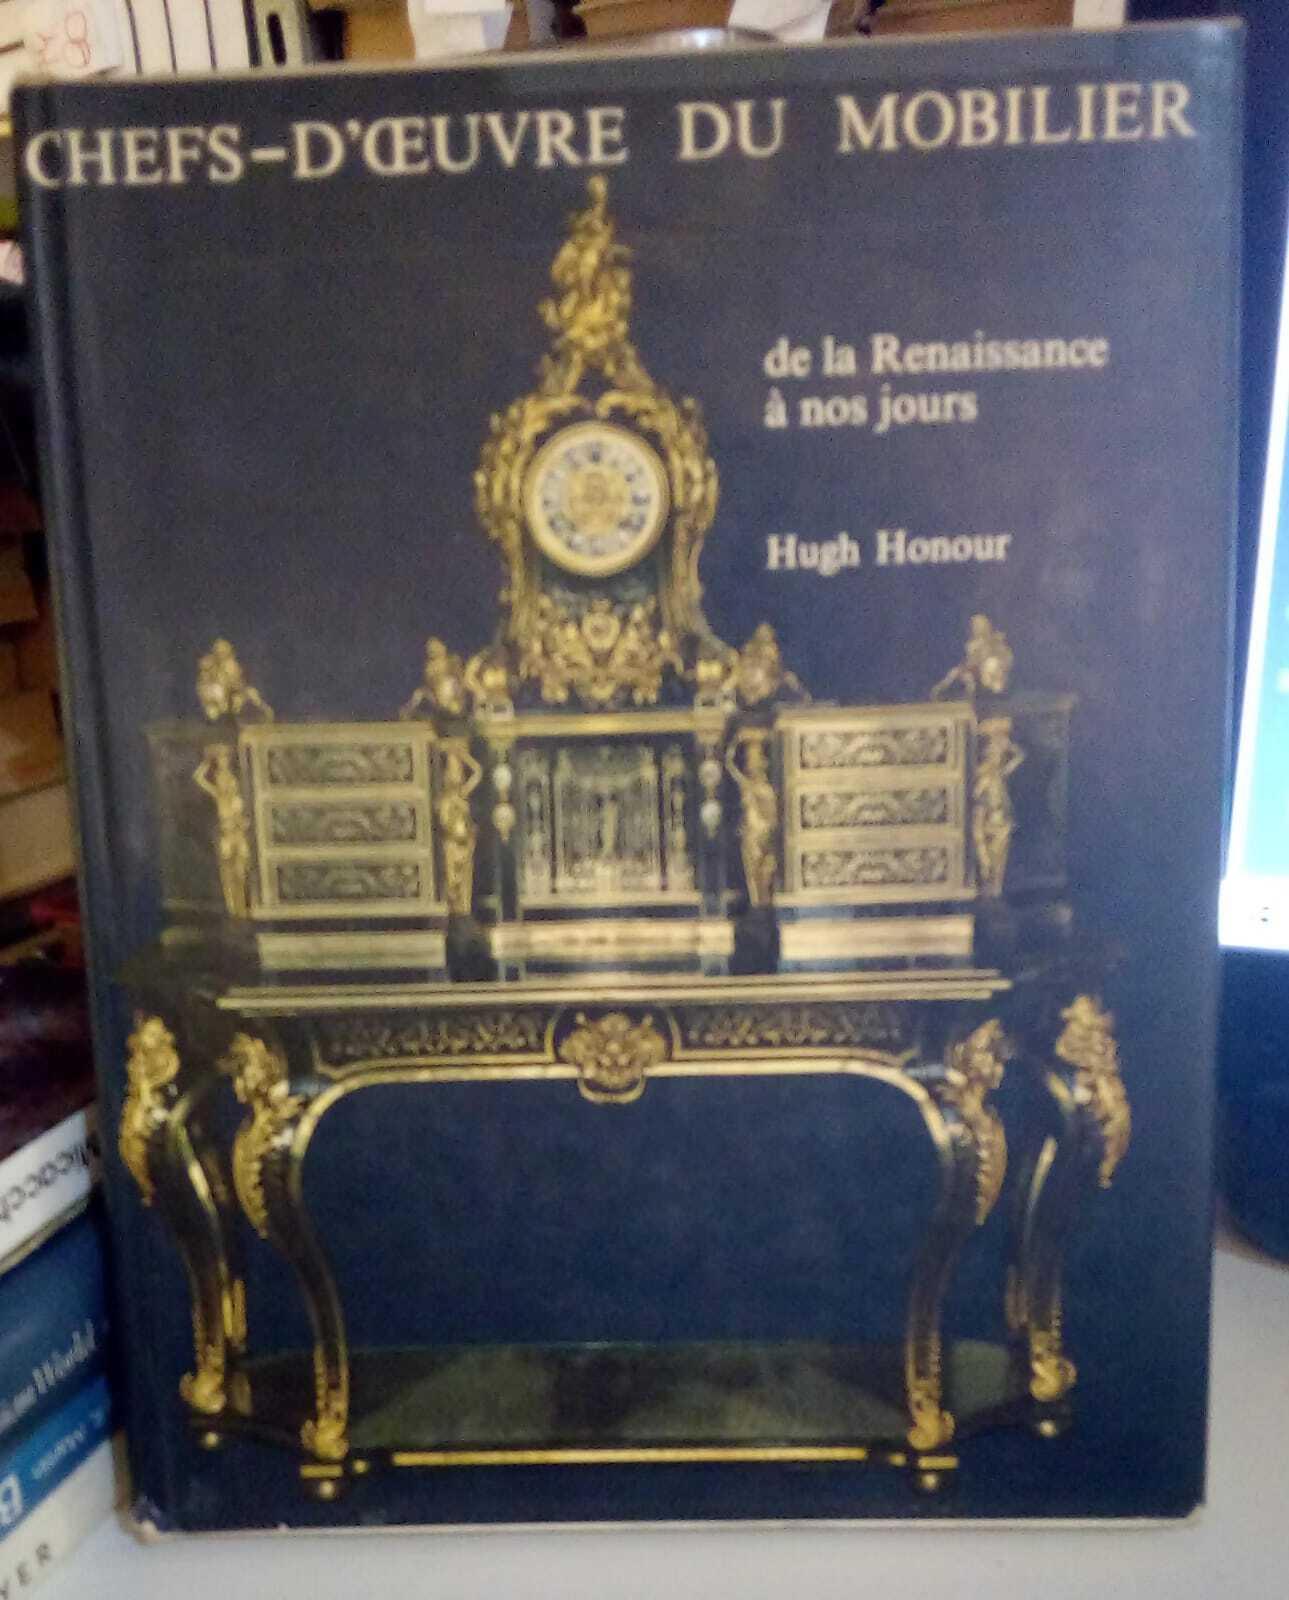 CHEFS-D'ŒUVRE DU MOBILIER
de la Renaissance
à nos jours
Hugh Honour